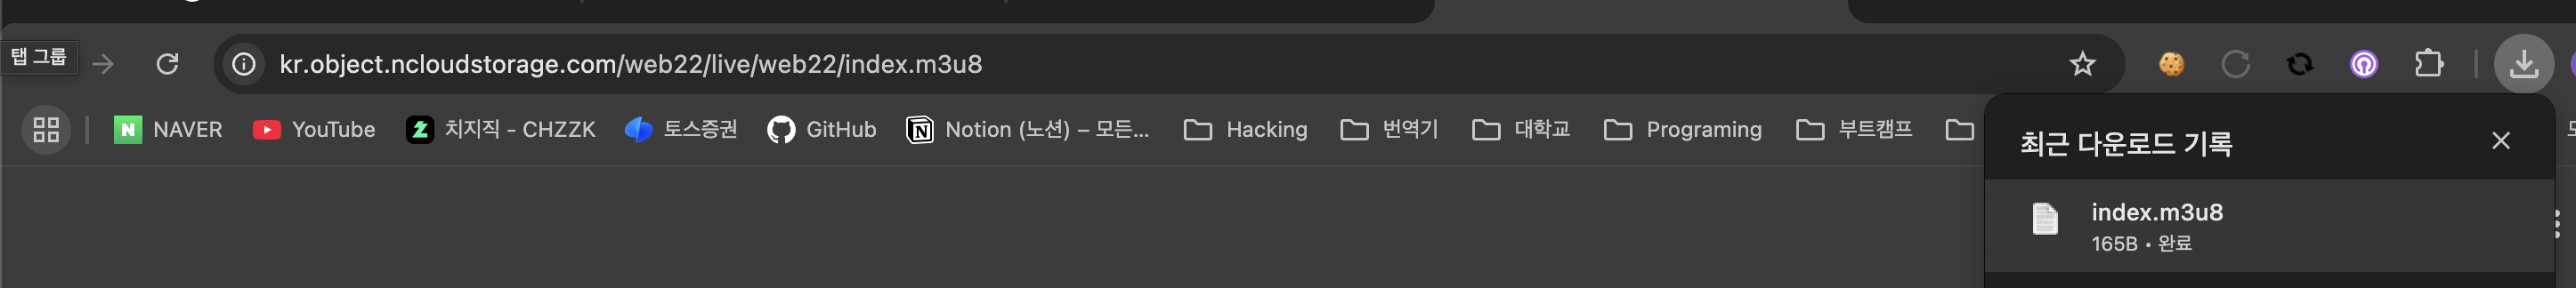 탭 그룹
kr.object.ncloudstorage.com/web22/live/web22/index.m3u8
NAVER
YouTube
치지직 - CHZZK
토스증권
GitHub
Notion (노션) – 모든...
Hacking
번역기
대학교
Programing
부트캠프
최근 다운로드 기록
index.m3u8
165B • 완료